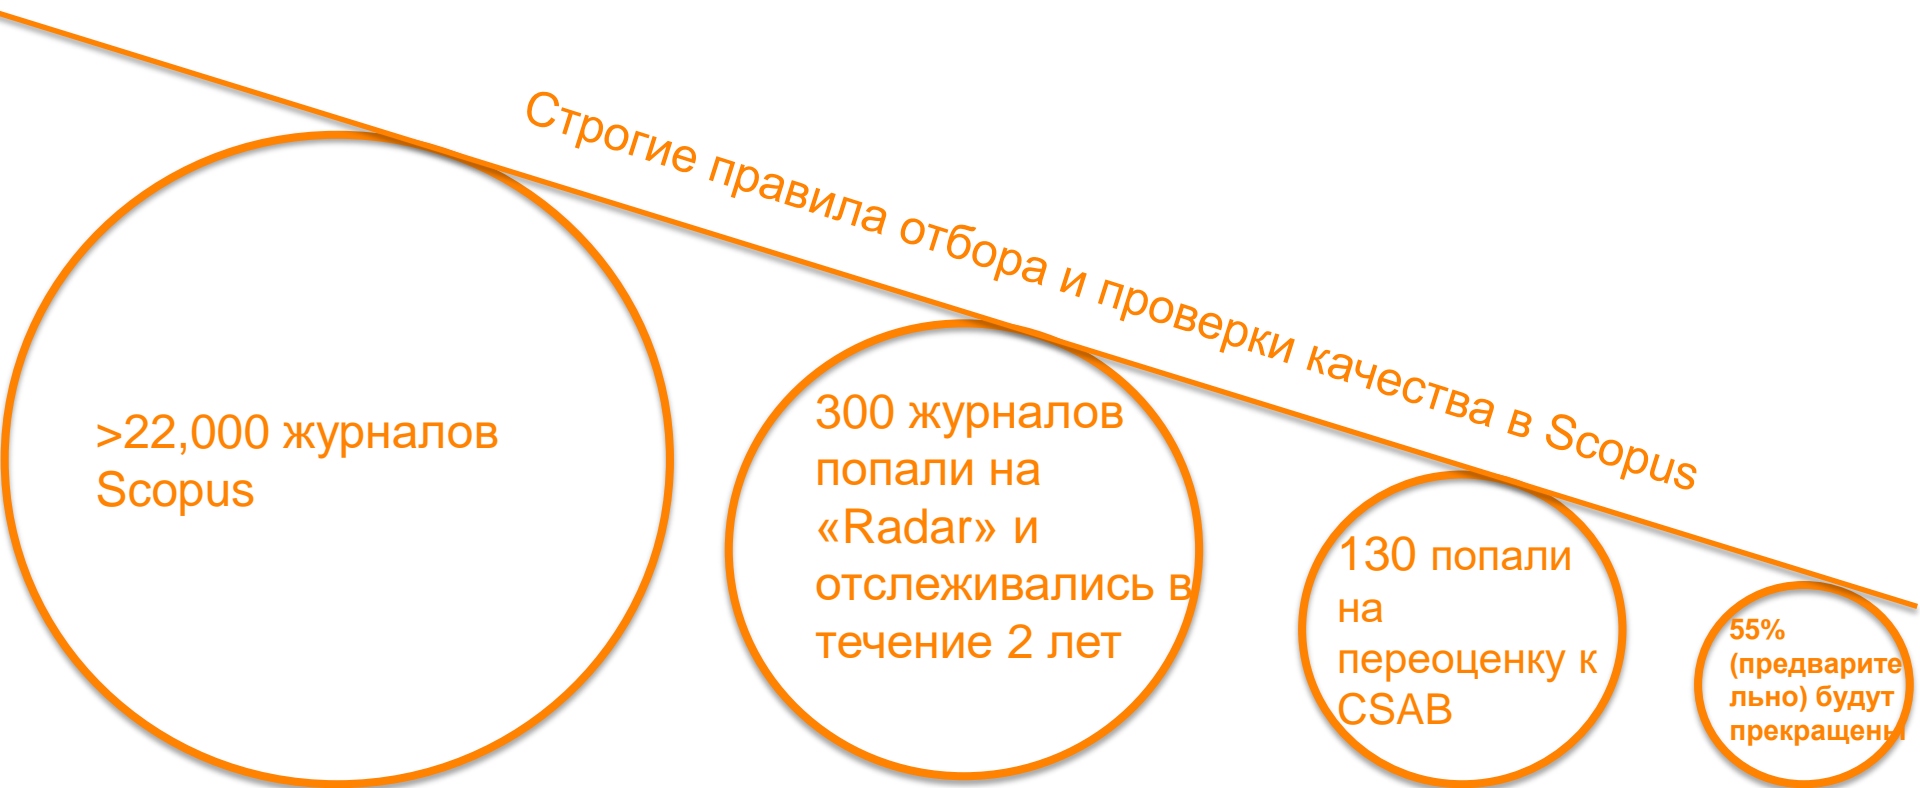 Строгие правила отбора и проверки качества в Scopus
>22,000 журналов
Scopus
300 журналов
попали на
«Radar» и
отслеживались в
течение 2 лет
130 попали
на
переоценку к
CSAB
55%
(предварите
льно) будут
прекращены